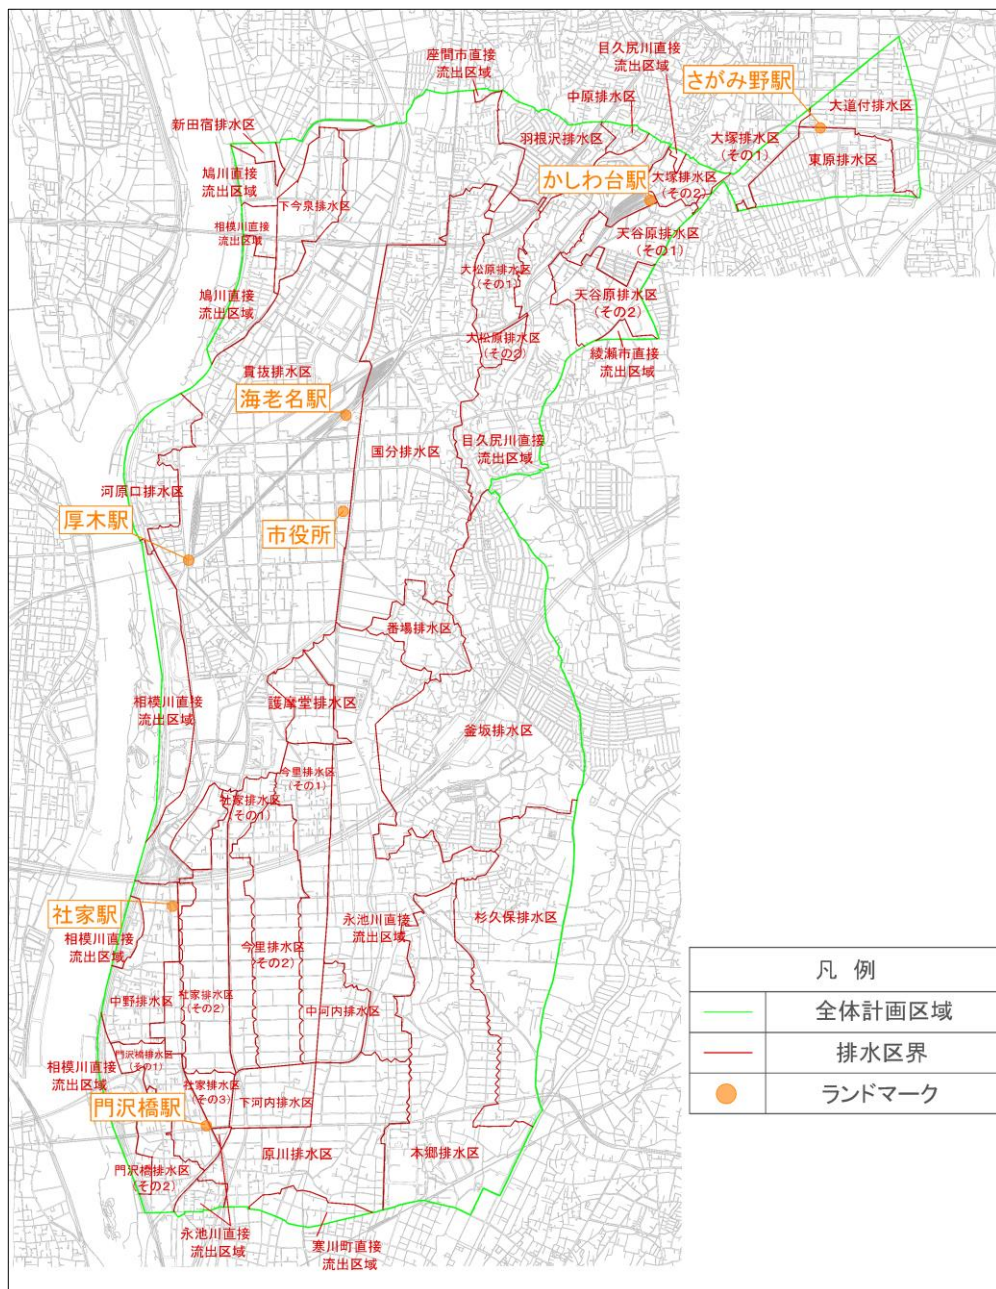 座間市直接
流出区域
目久尻川直接
流出区域
さがみ野駅
中原排水区
大道付排水区
新田宿排水区
羽根沢排水区
大塚排水区
(その1)
東原排水区
鳩川直接
流出区域
かしわ台駅
大塚排水区
(その2)
下今泉排水区
相模川直接
流出区域
天谷原排水区
(その1)
大松原排水区
(その1)
鳩川直接
流出区域
天谷原排水区
(その2)
大松原排水区
(その2)
綾瀬市直接
流出区域
貫抜排水区
海老名駅
国分排水区
目久尻川直接
流出区域
河原口排水区
厚木駅
市役所
番場排水区
相模川直接
流出区域
護摩堂排水区
釜坂排水区
今里排水区
(その1)
社家排水区
(その1)
社家駅
永池川直接
流出区域
杉久保排水区
相模川直接
流出区域
今里排水区
(その2)
中野排水区
社家排水区
(その2)
中河内排水区
門沢橋排水区
(その1)
相模川直接
流出区域
社家排水区
(その3)
下河内排水区
門沢橋駅
原川排水区
本郷排水区
門沢橋排水区
(その2)
永池川直接
流出区域
寒川町直接
流出区域
凡 例
全体計画区域
排水区界
ランドマーク